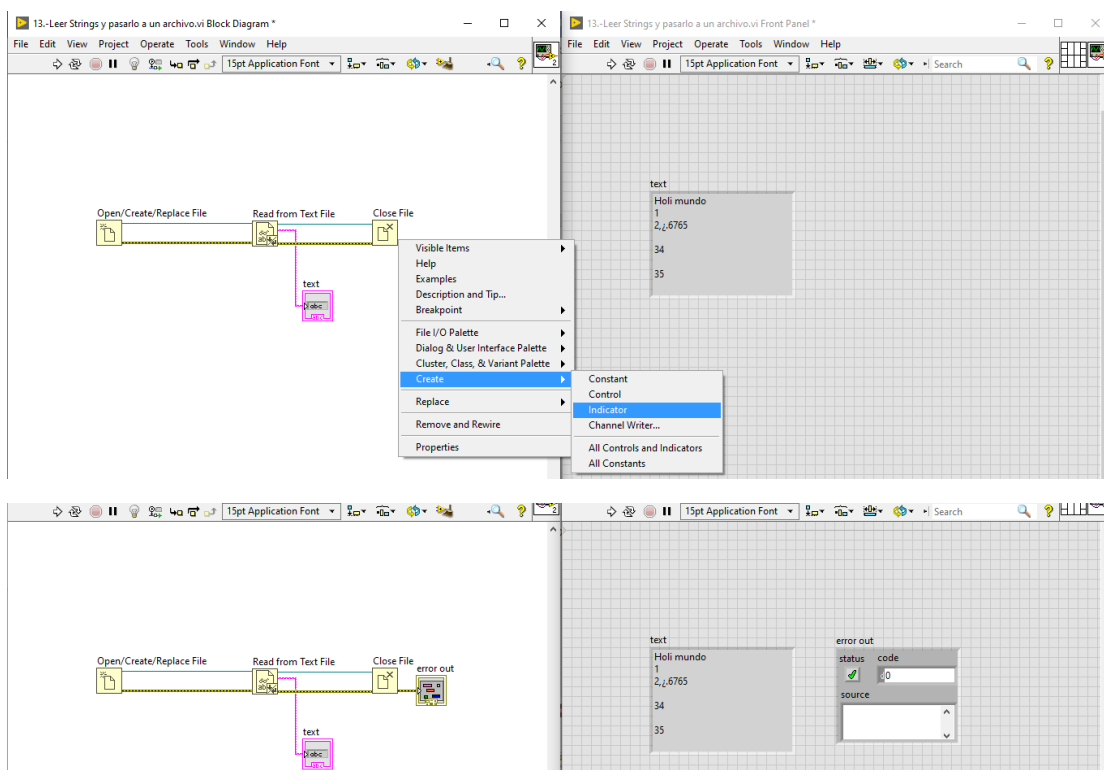 13.-Leer Strings y pasarlo a un archivo.vi Block Diagram *
File Edit View Project Operate Tools Window Help
15pt Application Font
2
Open/Create/Replace File
Read from Text File
Close File
text
abc
Visible Items
Help
Examples
Description and Tip...
Breakpoint
File I/O Palette
Dialog & User Interface Palette
Cluster, Class, & Variant Palette
Create
Replace
Remove and Rewire
Properties
Constant
Control
Indicator
Channel Writer...
All Controls and Indicators
All Constants
13.-Leer Strings y pasarlo a un archivo.vi Front Panel *
File Edit View Project Operate Tools Window Help
15pt Application Font
Search
text
Holi mundo
1
2,¿.6765
34
35
15pt Application Font
2
Open/Create/Replace File
Read from Text File
Close File
error out
text
abc
15pt Application Font
Search
text
Holi mundo
1
2,¿.6765
34
35
error out
status code
0
source